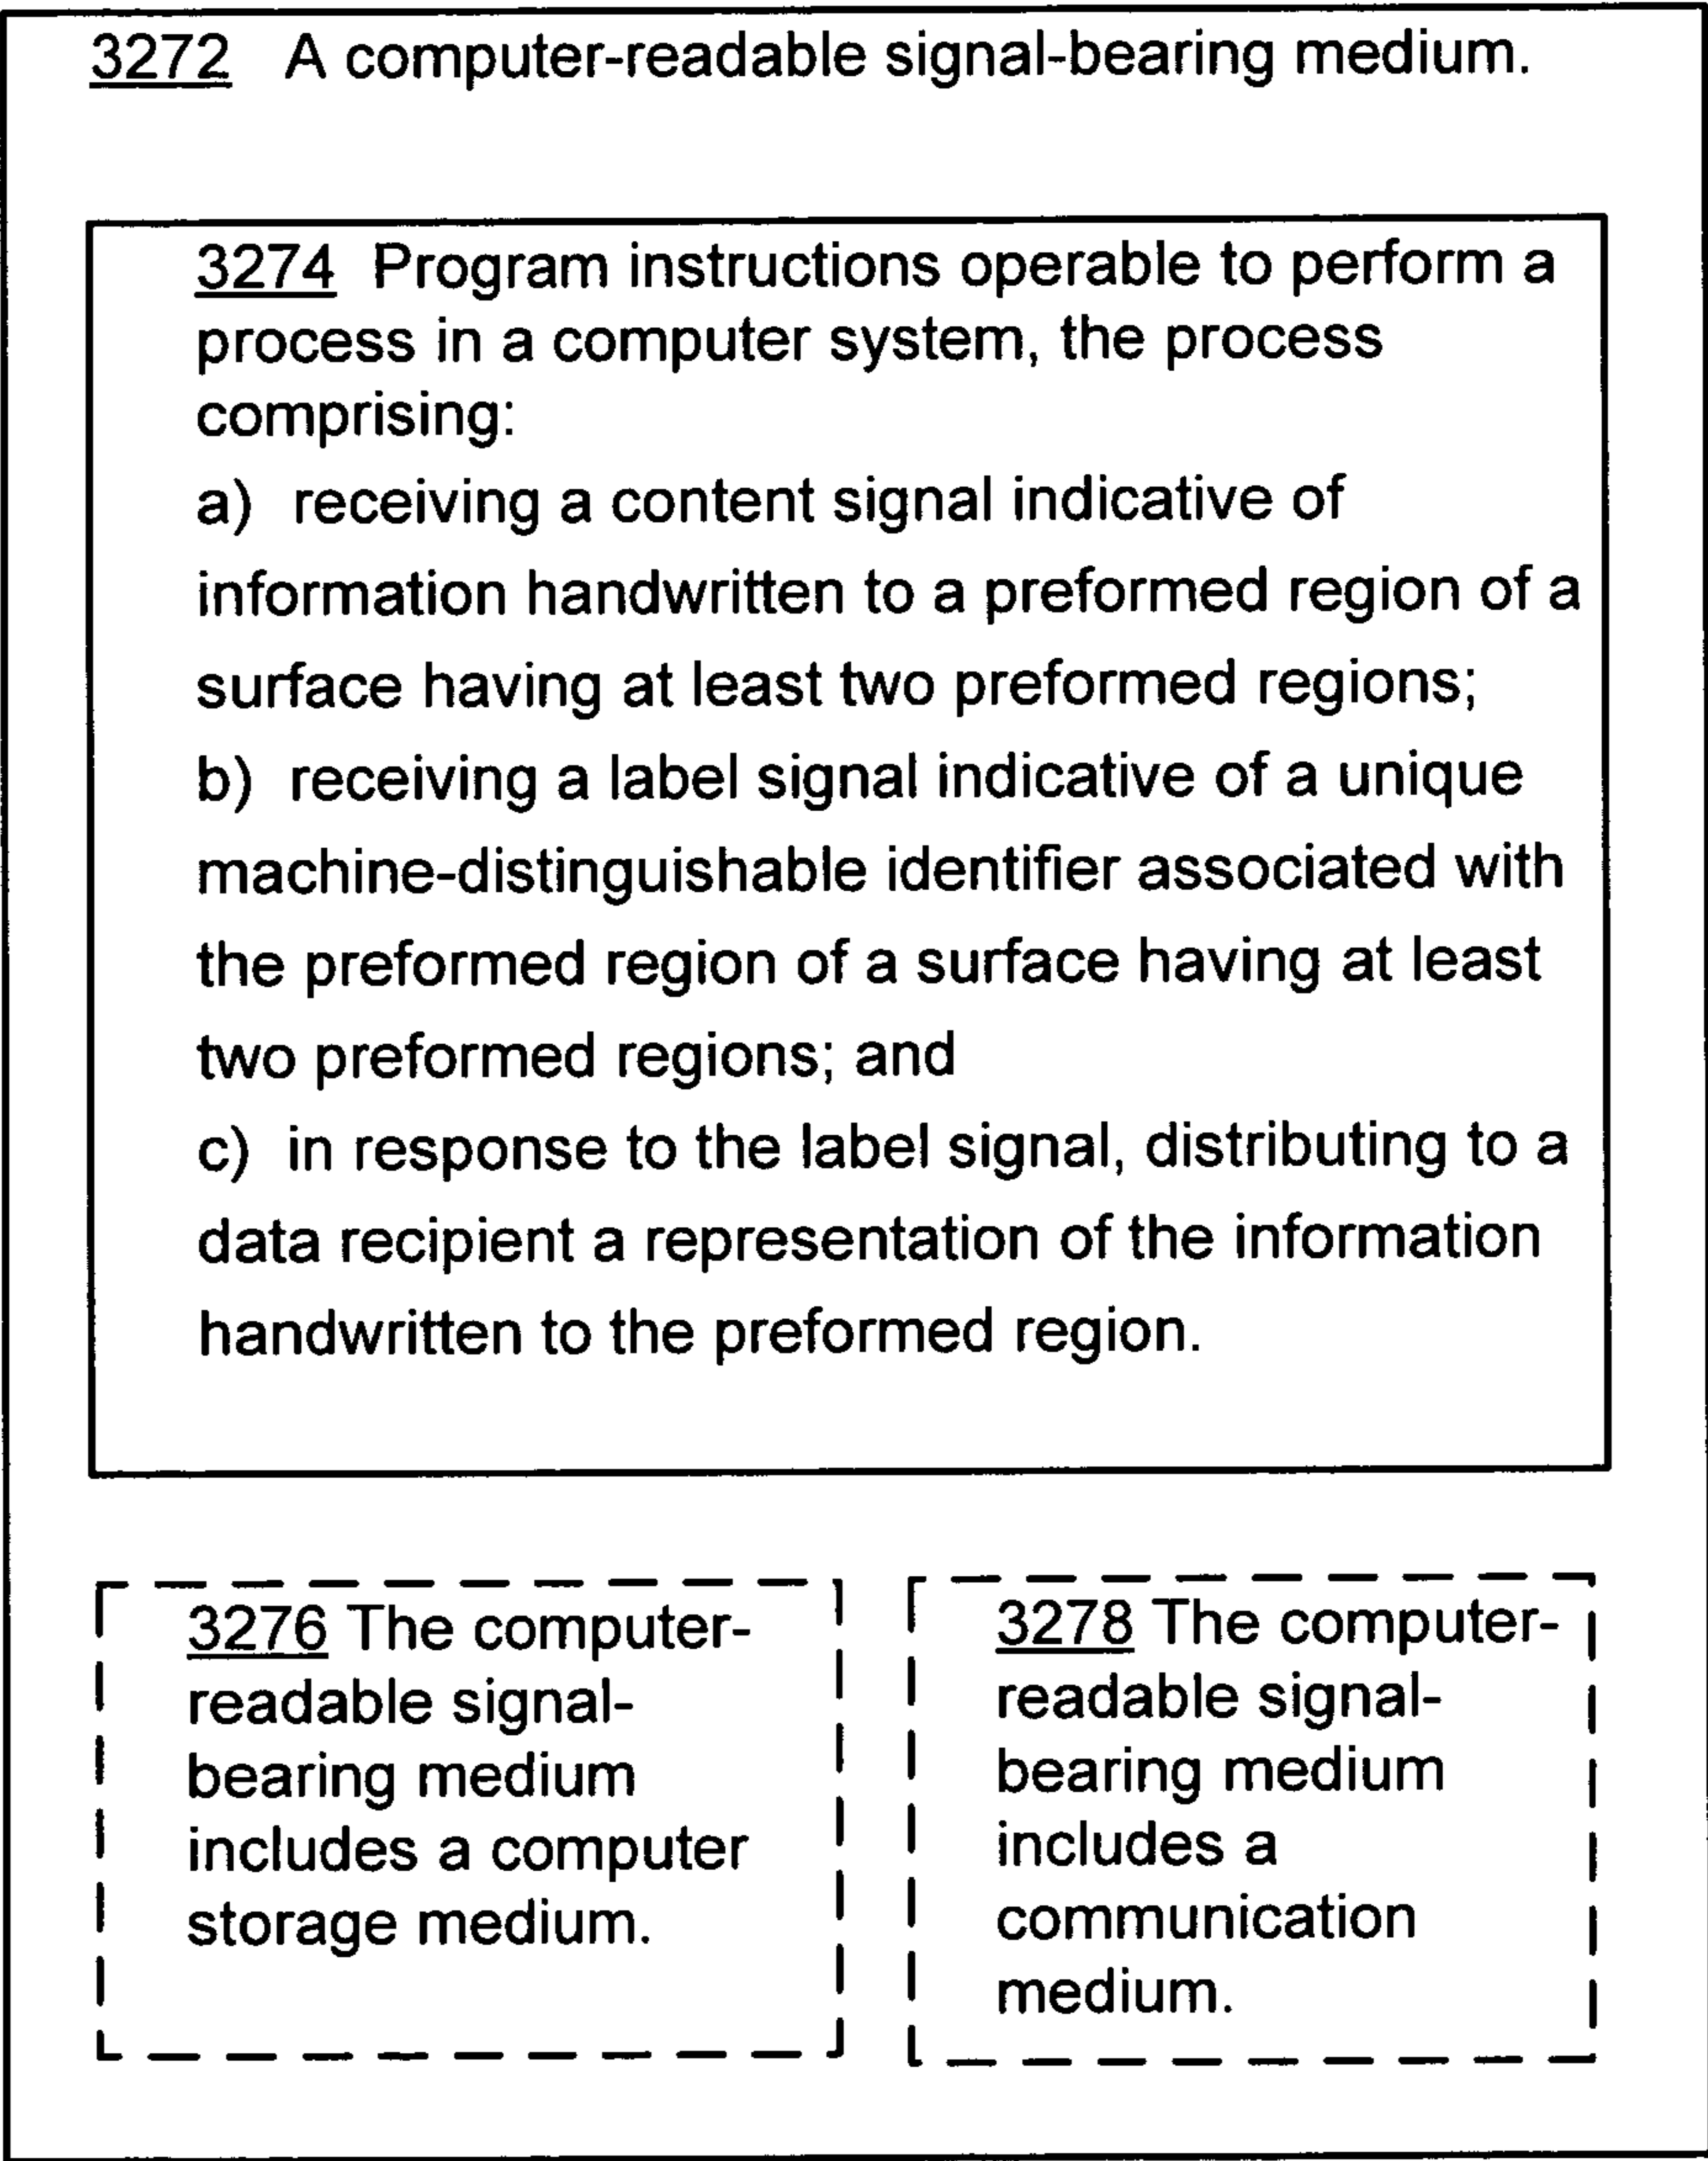 3272 A computer-readable signal-bearing medium.
3274 Program instructions operable to perform a
process in a computer system, the process
comprising:
a) receiving a content signal indicative of
information handwritten to a preformed region of a
surface having at least two preformed regions;
b) receiving a label signal indicative of a unique
machine-distinguishable identifier associated with
the preformed region of a surface having at least
two preformed regions; and
c) in response to the label signal, distributing to a
data recipient a representation of the information
handwritten to the preformed region.
3276 The computer-
readable signal-
bearing medium
includes a computer
storage medium.
3278 The computer-
readable signal-
bearing medium
includes a
communication
medium.